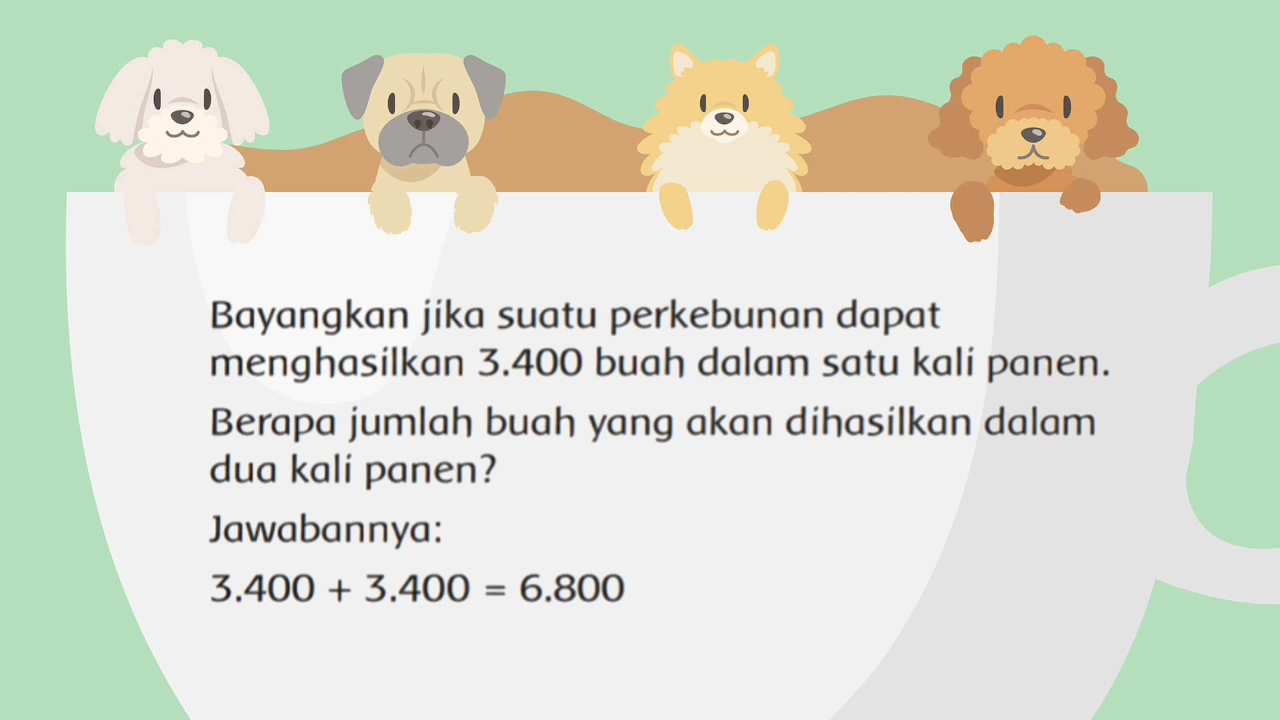 Bayangkan jika suatu perkebunan dapat
menghasilkan 3.400 buah dalam satu kali panen.
Berapa jumlah buah yang akan dihasilkan dalam
dua kali panen?
Jawabannya:
3.400 + 3.400 = 6.800